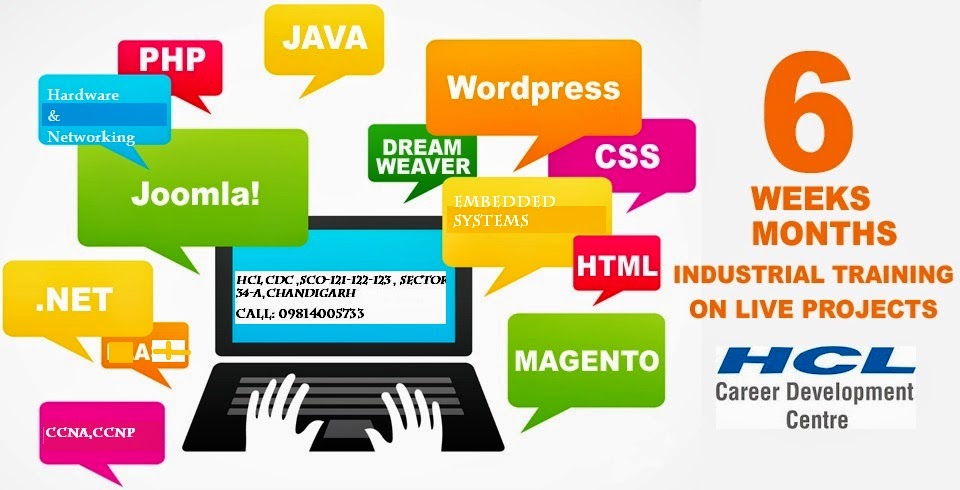 JAVA
PHP
Hardware
&
Networking
Wordpress
DREAM
WEAVER
CSS
Joomla!
EMBEDDED
SYSTEMS
HTML
.NET
HCL CDC ,SCO-121-122-123 , SECTOR
34-A,CHANDIGARH
CALL: 09814005733
MAGENTO
CCNA,CCNP
6
WEEKS
MONTHS
INDUSTRIAL TRAINING
ON LIVE PROJECTS
HCL
Career Development
Centre